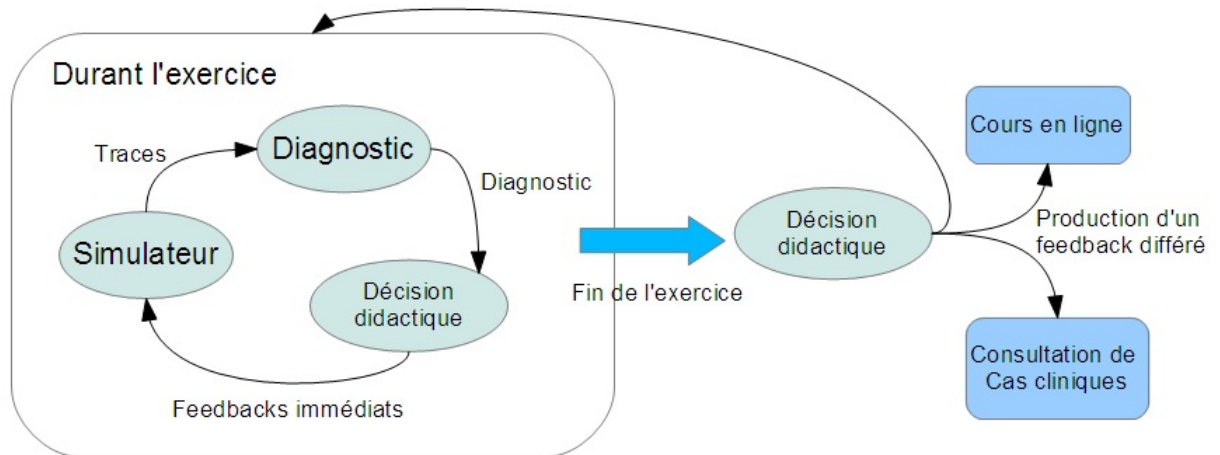 Durant l'exercice
Traces
Diagnostic
Diagnostic
Simulateur
Décision
didactique
Feedbacks immédiats
Fin de l'exercice
Décision
didactique
Cours en ligne
Production d'un
feedback différé
Consultation de
Cas cliniques